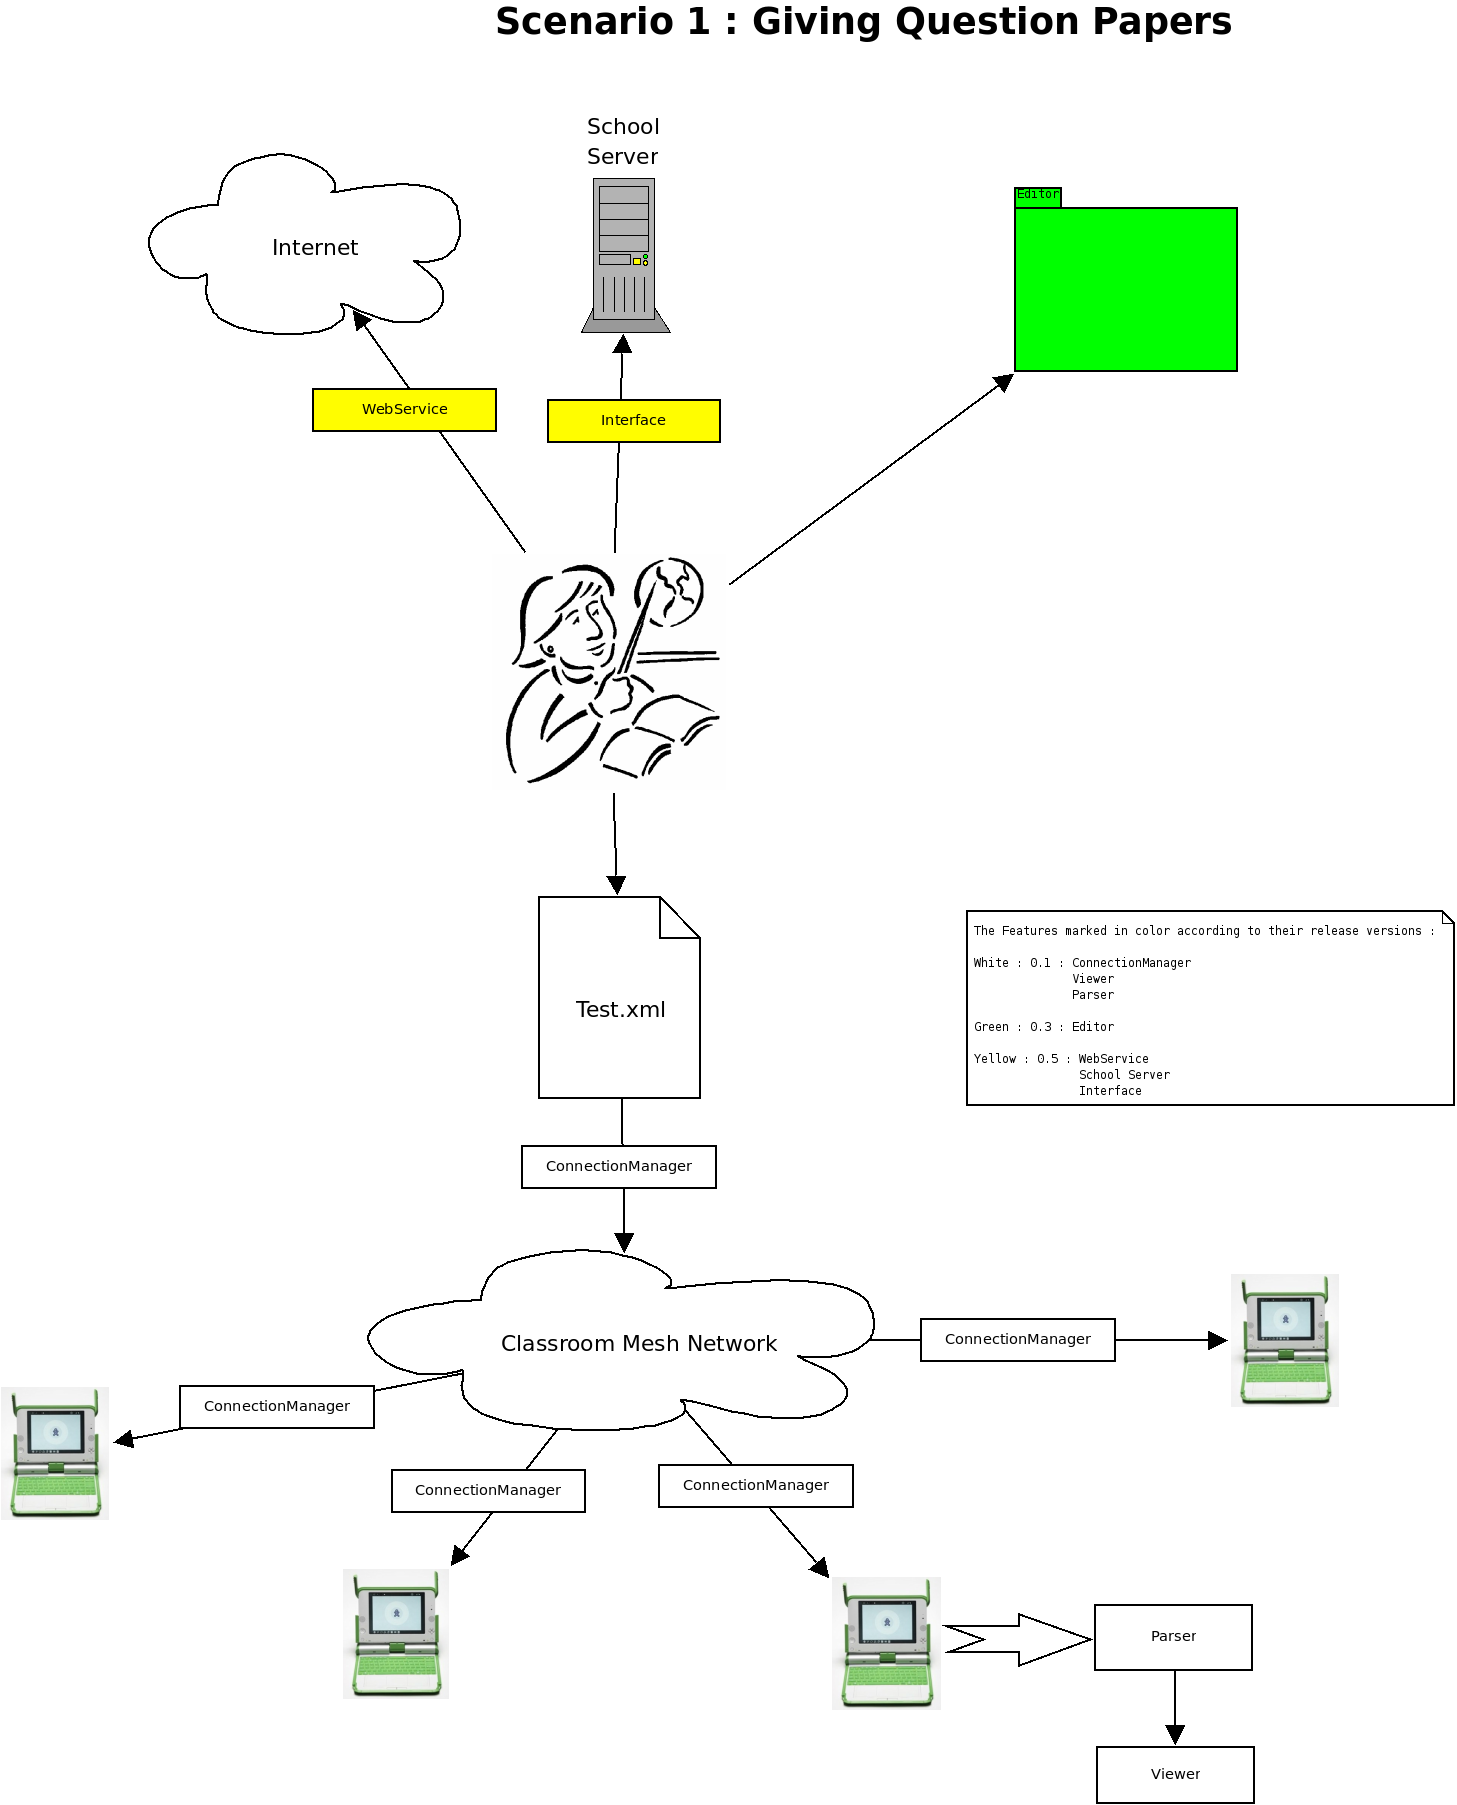 Scenario 1 : Giving Question Papers
School
Server
Internet
Editor
WebService
Interface
Test.xml
The Features marked in color according to their release versions :
White : 0.1 : ConnectionManager
Viewer
Parser
Green : 0.3 : Editor
Yellow : 0.5 : WebService
School Server
Interface
ConnectionManager
Classroom Mesh Network
ConnectionManager
ConnectionManager
ConnectionManager
ConnectionManager
Parser
Viewer